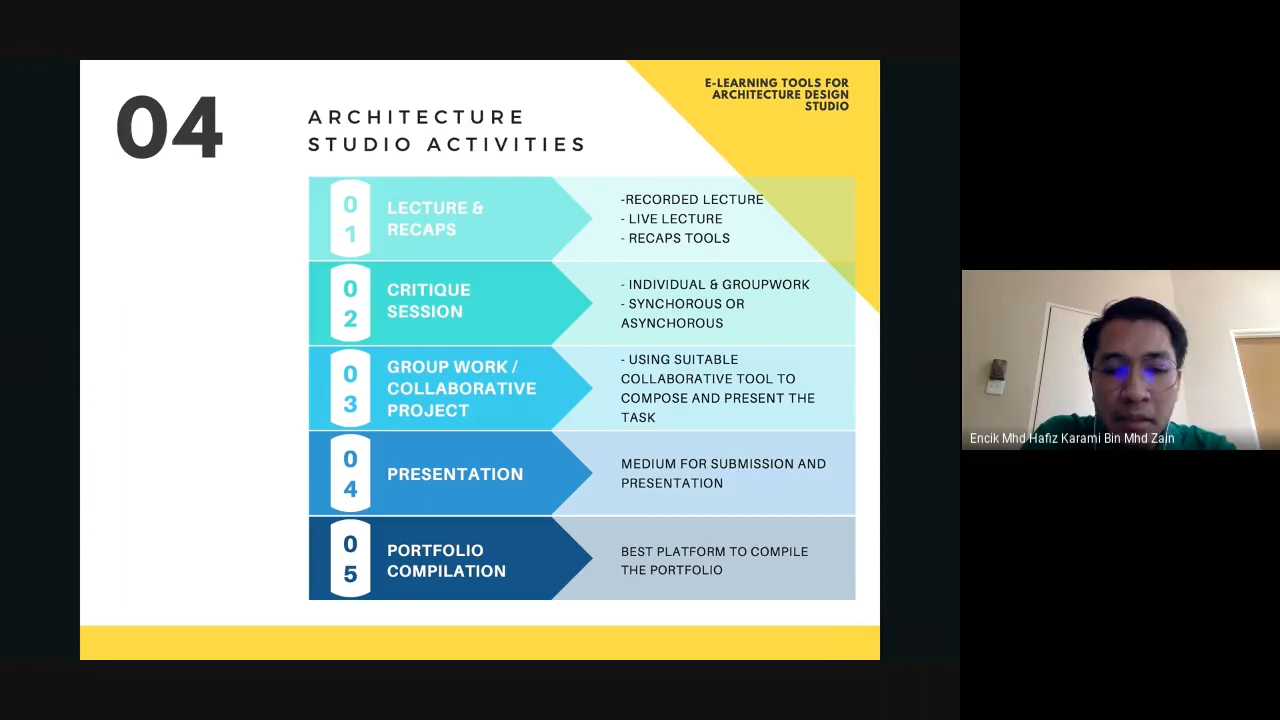 04
ARCHITECTURE
STUDIO ACTIVITIES
E-LEARNING TOOLS FOR
ARCHITECTURE DESIGN
STUDIO
0
1
LECTURE &
RECAPS
-RECORDED LECTURE
- LIVE LECTURE
- RECAPS TOOLS
0
2
CRITIQUE
SESSION
- INDIVIDUAL & GROUPWORK
- SYNCHOROUS OR
ASYNCHOROUS
0
3
GROUP WORK /
COLLABORATIVE
PROJECT
- USING SUITABLE
COLLABORATIVE TOOL TO
COMPOSE AND PRESENT THE
TASK
0
4
PRESENTATION
MEDIUM FOR SUBMISSION AND
PRESENTATION
0
5
PORTFOLIO
COMPILATION
BEST PLATFORM TO COMPILE
THE PORTFOLIO
Encik Mhd Hafiz Karami Bin Mhd Zain